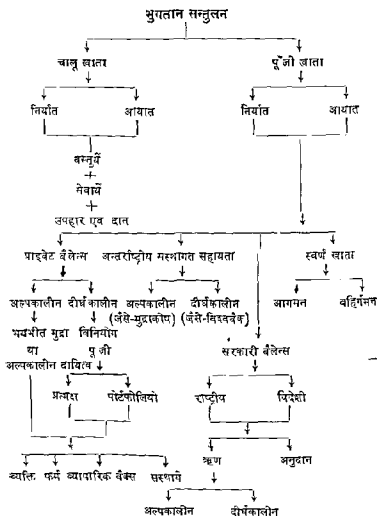 भुगतान सन्तुलन
चालू खाता पूँजी खाता
निर्यात आयात निर्यात आयात
वस्तुयें
+
सेवायें
+
उपहार एव दान
प्राइवेट बैलेन्स अन्तर्राष्ट्रीय सस्थागत सहायता स्वर्ण खाता
अल्पकालीन दीर्घकालीन अल्पकालीन दीर्घकालीन आगमन बहिर्गमन
(जैसे-मुद्राकोष) (जैसे-विश्वबैंक)
भयभीत मुद्रा विनियोग
या पूजी सरकारी बैलेन्स
अल्पकालीन दायित्व
प्रत्यक्ष पोर्टफोलियो राष्ट्रीय विदेशी
ऋण अनुदान
व्यक्ति फर्म व्यापारिक बैक्स सस्थायें
अल्पकालीन दीर्घकालीन